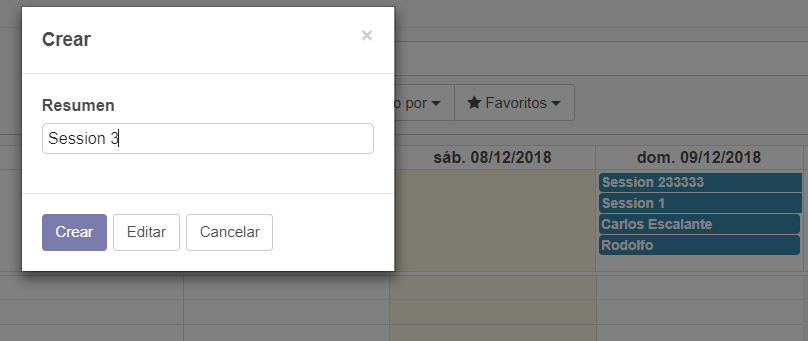 Crear
×
Resumen
Session 3
Crear Editar Cancelar
o por Favoritos
sáb. 08/12/2018 dom. 09/12/2018
Session 233333
Session 1
Carlos Escalante
Rodolfo